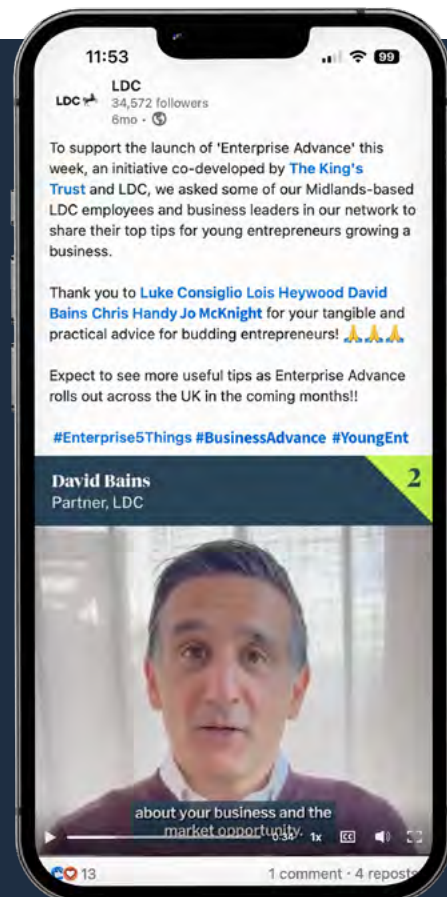 11:53
99
LDC
LDC
34,572 followers
6mo •
To support the launch of 'Enterprise Advance' this
week, an initiative co-developed by The King's
Trust and LDC, we asked some of our Midlands-based
LDC employees and business leaders in our network to
share their top tips for young entrepreneurs growing a
business.
Thank you to Luke Consiglio Lois Heywood David
Bains Chris Handy Jo McKnight for your tangible and
practical advice for budding entrepreneurs! 🙏🙏🙏
Expect to see more useful tips as Enterprise Advance
rolls out across the UK in the coming months!!
#Enterprise5Things #BusinessAdvance #YoungEnt
David Bains
2
Partner, LDC
about your business and the
market opportunity.
0:34 1x CC
13
1 comment • 4 reposts